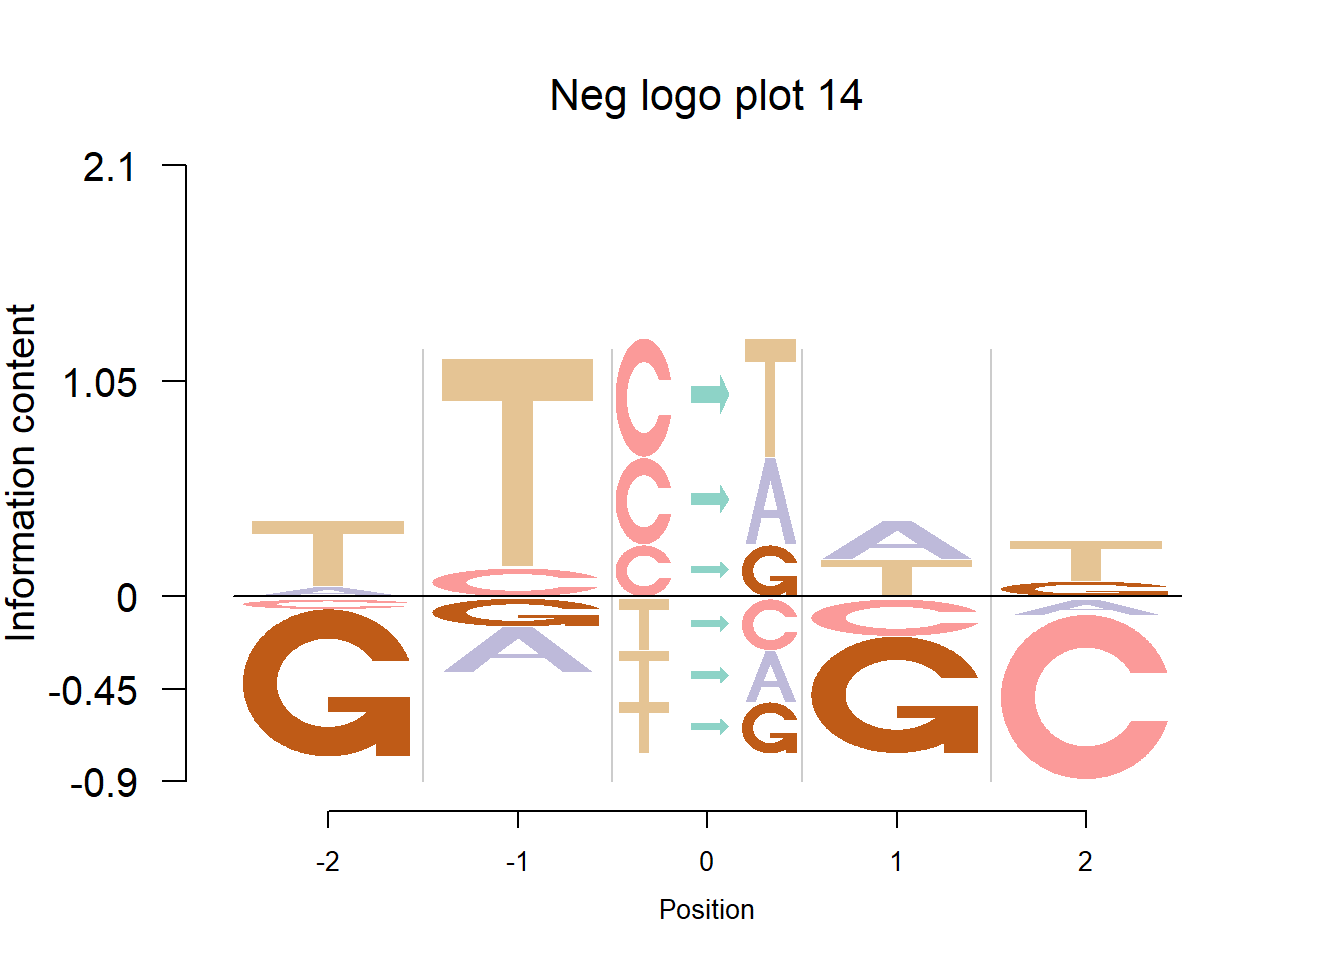 Neg logo plot 14
2.1
1.05
0
-0.45
-0.9
Information content
T A C G
T C G A
C T
C A
C G
T C
T A
T G
A T C G
T G A C
-2 -1 0 1 2
Position